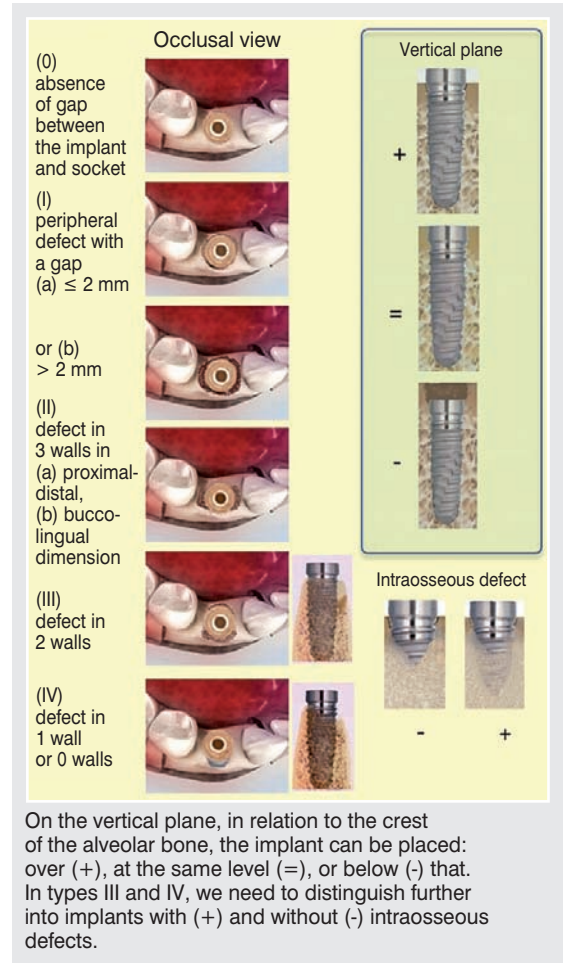 Occlusal view
(0)
absence
of gap
between
the implant
and socket
(I)
peripheral
defect with
a gap
(a) ≤ 2 mm
or (b)
> 2 mm
(II)
defect in
3 walls in
(a) proximal-
distal,
(b) bucco-
lingual
dimension
(III)
defect in
2 walls
(IV)
defect in
1 wall
or 0 walls
Vertical plane
+
=
-
Intraosseous defect
- +
On the vertical plane, in relation to the crest
of the alveolar bone, the implant can be placed:
over (+), at the same level (=), or below (-) that.
In types III and IV, we need to distinguish further
into implants with (+) and without (-) intraosseous
defects.